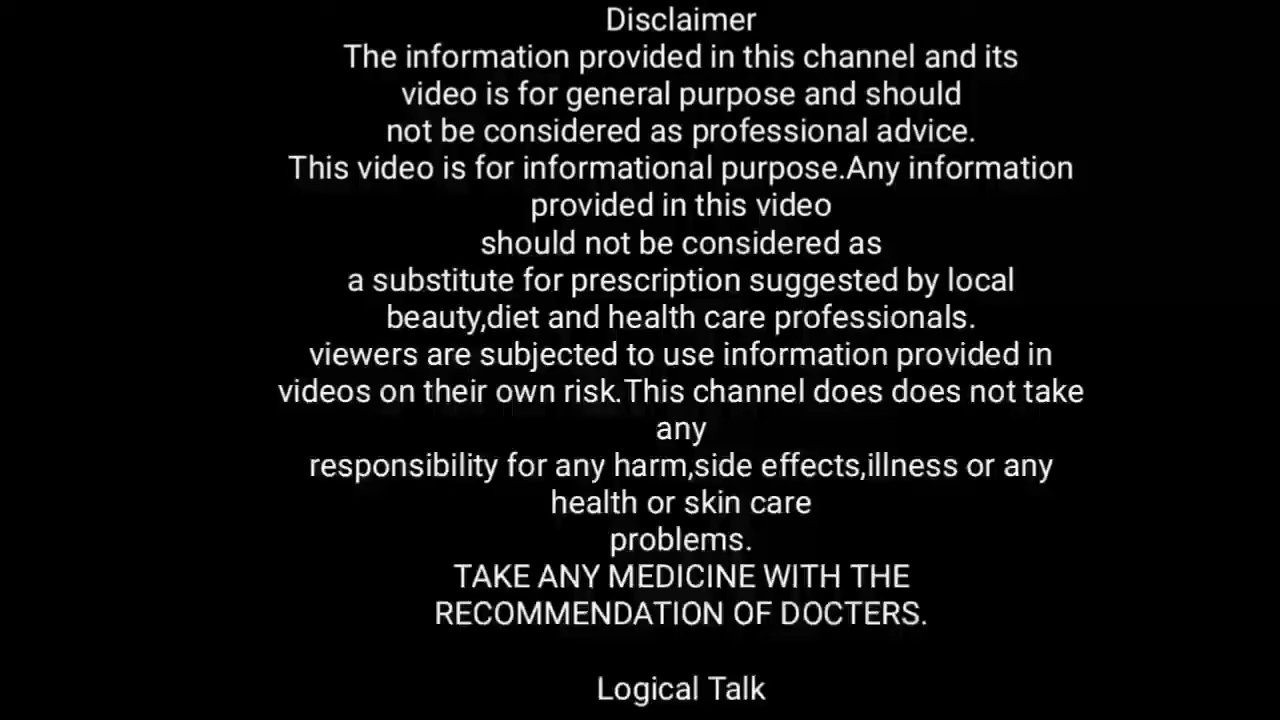 Disclaimer
The information provided in this channel and its
video is for general purpose and should
not be considered as professional advice.
This video is for informational purpose.Any information
provided in this video
should not be considered as
a substitute for prescription suggested by local
beauty,diet and health care professionals.
viewers are subjected to use information provided in
videos on their own risk.This channel does does not take
any
responsibility for any harm,side effects,illness or any
health or skin care
problems.
TAKE ANY MEDICINE WITH THE
RECOMMENDATION OF DOCTERS.
Logical Talk